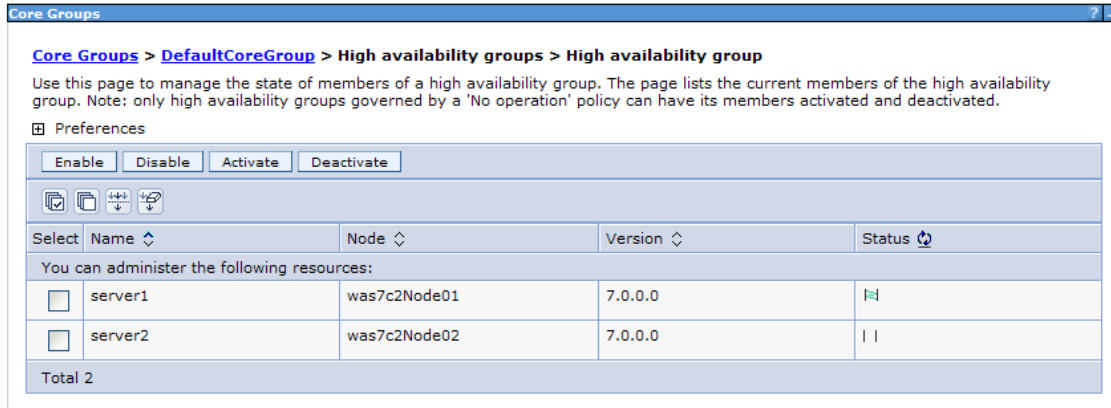 Core Groups ?
Core Groups > DefaultCoreGroup > High availability groups > High availability group
Use this page to manage the state of members of a high availability group. The page lists the current members of the high availability
group. Note: only high availability groups governed by a 'No operation' policy can have its members activated and deactivated.
Preferences
Enable Disable Activate Deactivate
Select Name Node Version Status
You can administer the following resources:
server1 was7c2Node01 7.0.0.0
server2 was7c2Node02 7.0.0.0
Total 2